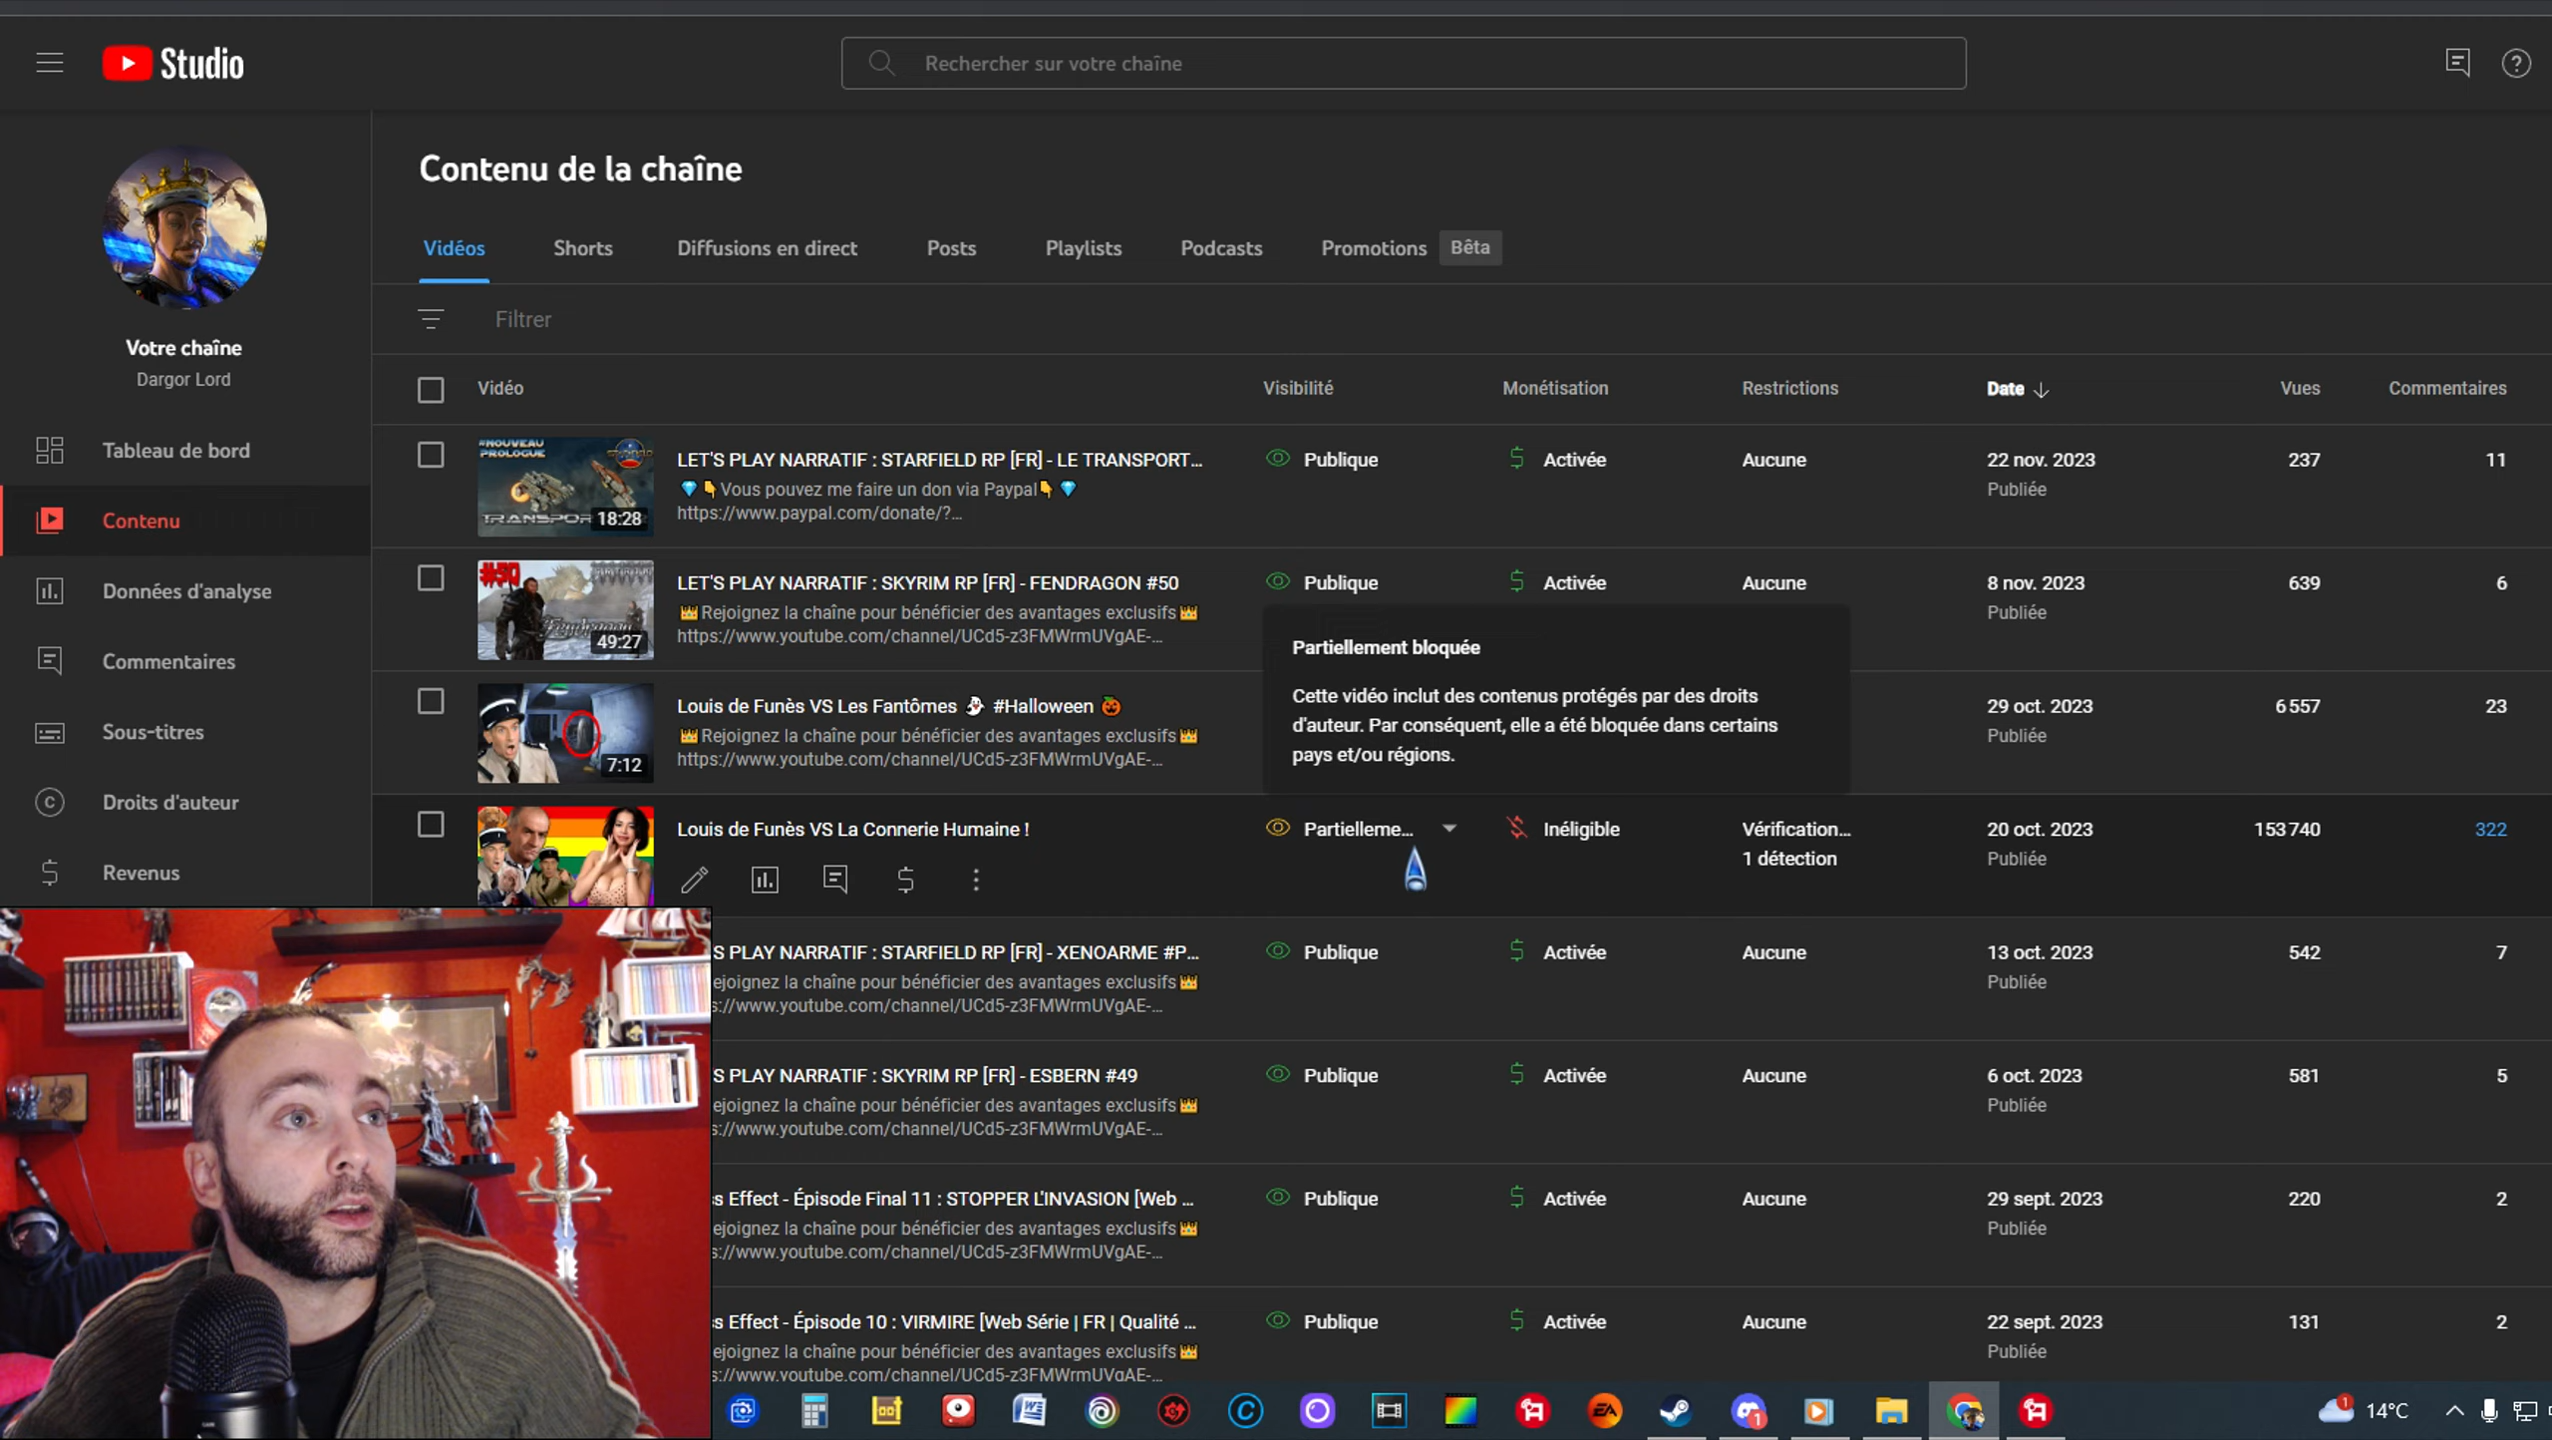 Studio
Rechercher sur votre chaîne
Votre chaîne
Dargor Lord
Tableau de bord
Contenu
Données d'analyse
Commentaires
Sous-titres
Droits d'auteur
Revenus
Contenu de la chaîne
Vidéos Shorts Diffusions en direct Posts Playlists Podcasts Promotions Bêta
Filtrer
Vidéo Visibilité Monétisation Restrictions Date Vues Commentaires
#NOUVEAU
PROLOGUE
18:28
LET'S PLAY NARRATIF : STARFIELD RP [FR] - LE TRANSPORT...
💎👇Vous pouvez me faire un don via Paypal👇💎
https://www.paypal.com/donate/?...
Publique Activée Aucune 22 nov. 2023 237 11
Publiée
#50
49:27
LET'S PLAY NARRATIF : SKYRIM RP [FR] - FENDRAGON #50
👑Rejoignez la chaîne pour bénéficier des avantages exclusifs👑
https://www.youtube.com/channel/UCd5-z3FMWrmUVgAE-...
Publique Activée Aucune 8 nov. 2023 639 6
Publiée
Partiellement bloquée
Cette vidéo inclut des contenus protégés par des droits
d'auteur. Par conséquent, elle a été bloquée dans certains
pays et/ou régions.
7:12
Louis de Funès VS Les Fantômes 👻 #Halloween 🎃
👑Rejoignez la chaîne pour bénéficier des avantages exclusifs👑
https://www.youtube.com/channel/UCd5-z3FMWrmUVgAE-...
29 oct. 2023 6 557 23
Publiée
Louis de Funès VS La Connerie Humaine !
Partielleme... Inéligible Vérification... 20 oct. 2023 153 740 322
1 détection Publiée
S PLAY NARRATIF : STARFIELD RP [FR] - XENOARME #P...
ejoignez la chaîne pour bénéficier des avantages exclusifs👑
s://www.youtube.com/channel/UCd5-z3FMWrmUVgAE-...
Publique Activée Aucune 13 oct. 2023 542 7
Publiée
S PLAY NARRATIF : SKYRIM RP [FR] - ESBERN #49
ejoignez la chaîne pour bénéficier des avantages exclusifs👑
s://www.youtube.com/channel/UCd5-z3FMWrmUVgAE-...
Publique Activée Aucune 6 oct. 2023 581 5
Publiée
s Effect - Épisode Final 11 : STOPPER L'INVASION [Web ...
ejoignez la chaîne pour bénéficier des avantages exclusifs👑
s://www.youtube.com/channel/UCd5-z3FMWrmUVgAE-...
Publique Activée Aucune 29 sept. 2023 220 2
Publiée
s Effect - Épisode 10 : VIRMIRE [Web Série | FR | Qualité ...
ejoignez la chaîne pour bénéficier des avantages exclusifs👑
s://www.youtube.com/channel/UCd5-z3FMWrmUVgAE-...
Publique Activée Aucune 22 sept. 2023 131 2
Publiée
EA
1
1
14°C